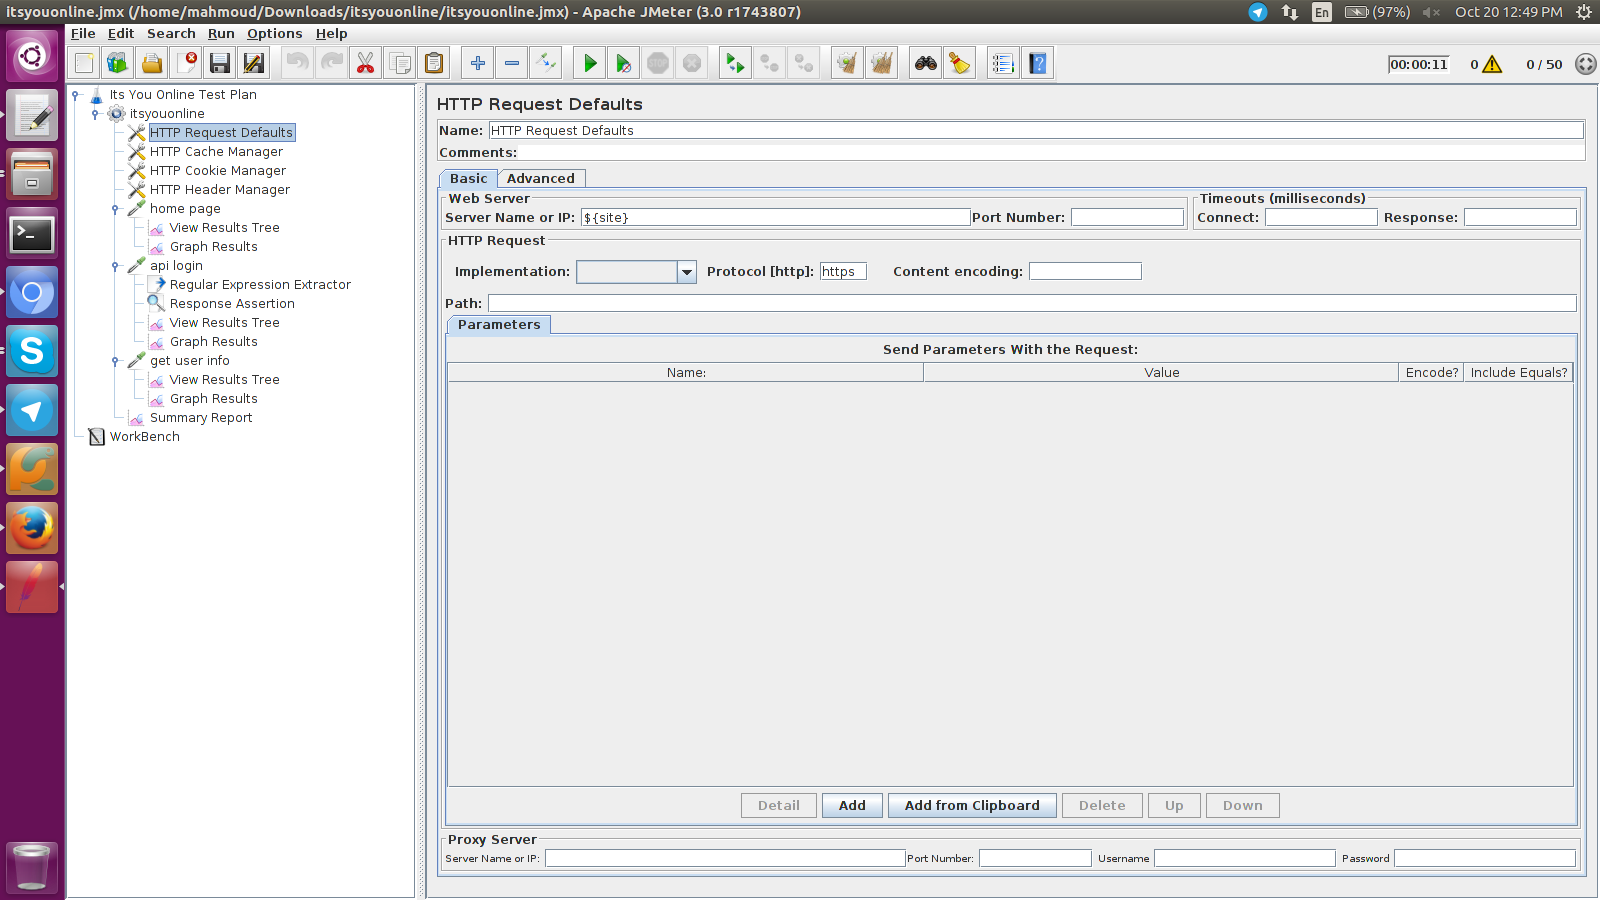 itsyouonline.jmx (/home/mahmoud/Downloads/itsyouonline/itsyouonline.jmx) - Apache JMeter (3.0 r1743807)
En (97%) Oct 20 12:49 PM
File Edit Search Run Options Help
STOP 00:00:11 0 0 / 50
Its You Online Test Plan
itsyouonline
HTTP Request Defaults
HTTP Cache Manager
HTTP Cookie Manager
HTTP Header Manager
home page
View Results Tree
Graph Results
api login
Regular Expression Extractor
Response Assertion
View Results Tree
Graph Results
get user info
View Results Tree
Graph Results
Summary Report
WorkBench
HTTP Request Defaults
Name: HTTP Request Defaults
Comments:
Basic Advanced
Web Server Timeouts (milliseconds)
Server Name or IP: ${site} Port Number: Connect: Response:
HTTP Request
Implementation: Protocol [http]: https Content encoding:
Path:
Parameters
Send Parameters With the Request:
Name: Value Encode? Include Equals?
Detail Add Add from Clipboard Delete Up Down
Proxy Server
Server Name or IP: Port Number: Username Password